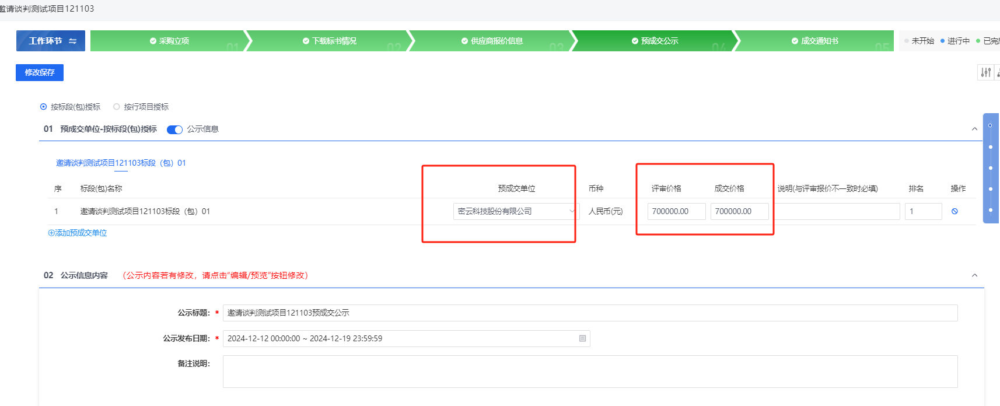 邀请谈判测试项目121103
工作环节 采购立项 01 下载标书情况 02 供应商报价信息 03 预成交公示 04 成交通知书 05 未开始 进行中
修改保存
按标段(包)授标 按行项目授标
01 预成交单位-按标段(包)授标 公示信息
邀请谈判测试项目121103标段（包）01
序 标段(包)名称 预成交单位 币种 评审价格 成交价格 说明(与评审报价不一致时必填) 排名 操作
1 邀请谈判测试项目121103标段（包）01 密云科技股份有限公司 人民币(元) 700000.00 700000.00 1
添加预成交单位
02 公示信息内容 （公示内容若有修改，请点击“编辑/预览”按钮修改）
公示标题： * 邀请谈判测试项目121103预成交公示
公示发布日期： * 2024-12-12 00:00:00 ~ 2024-12-19 23:59:59
备注说明：